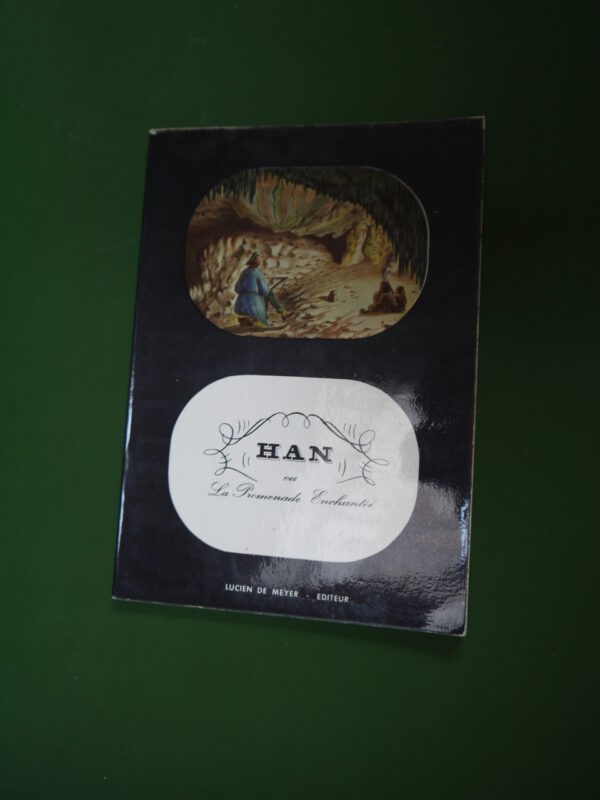 HAN
ou
La Promenade Enchantée
LUCIEN DE MEYER - EDITEUR